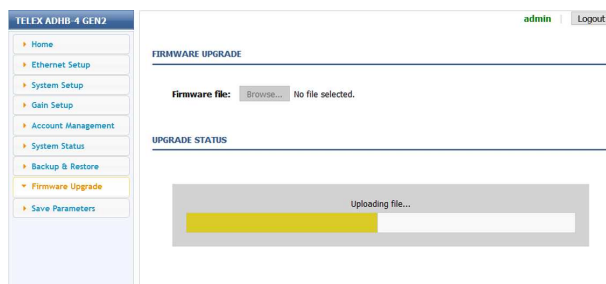 TELEX ADHB-4 GEN2
admin | Logout
Home
Ethernet Setup
System Setup
Gain Setup
Account Management
System Status
Backup & Restore
Firmware Upgrade
Save Parameters
FIRMWARE UPGRADE
Firmware file: Browse... No file selected.
UPGRADE STATUS
Uploading file...